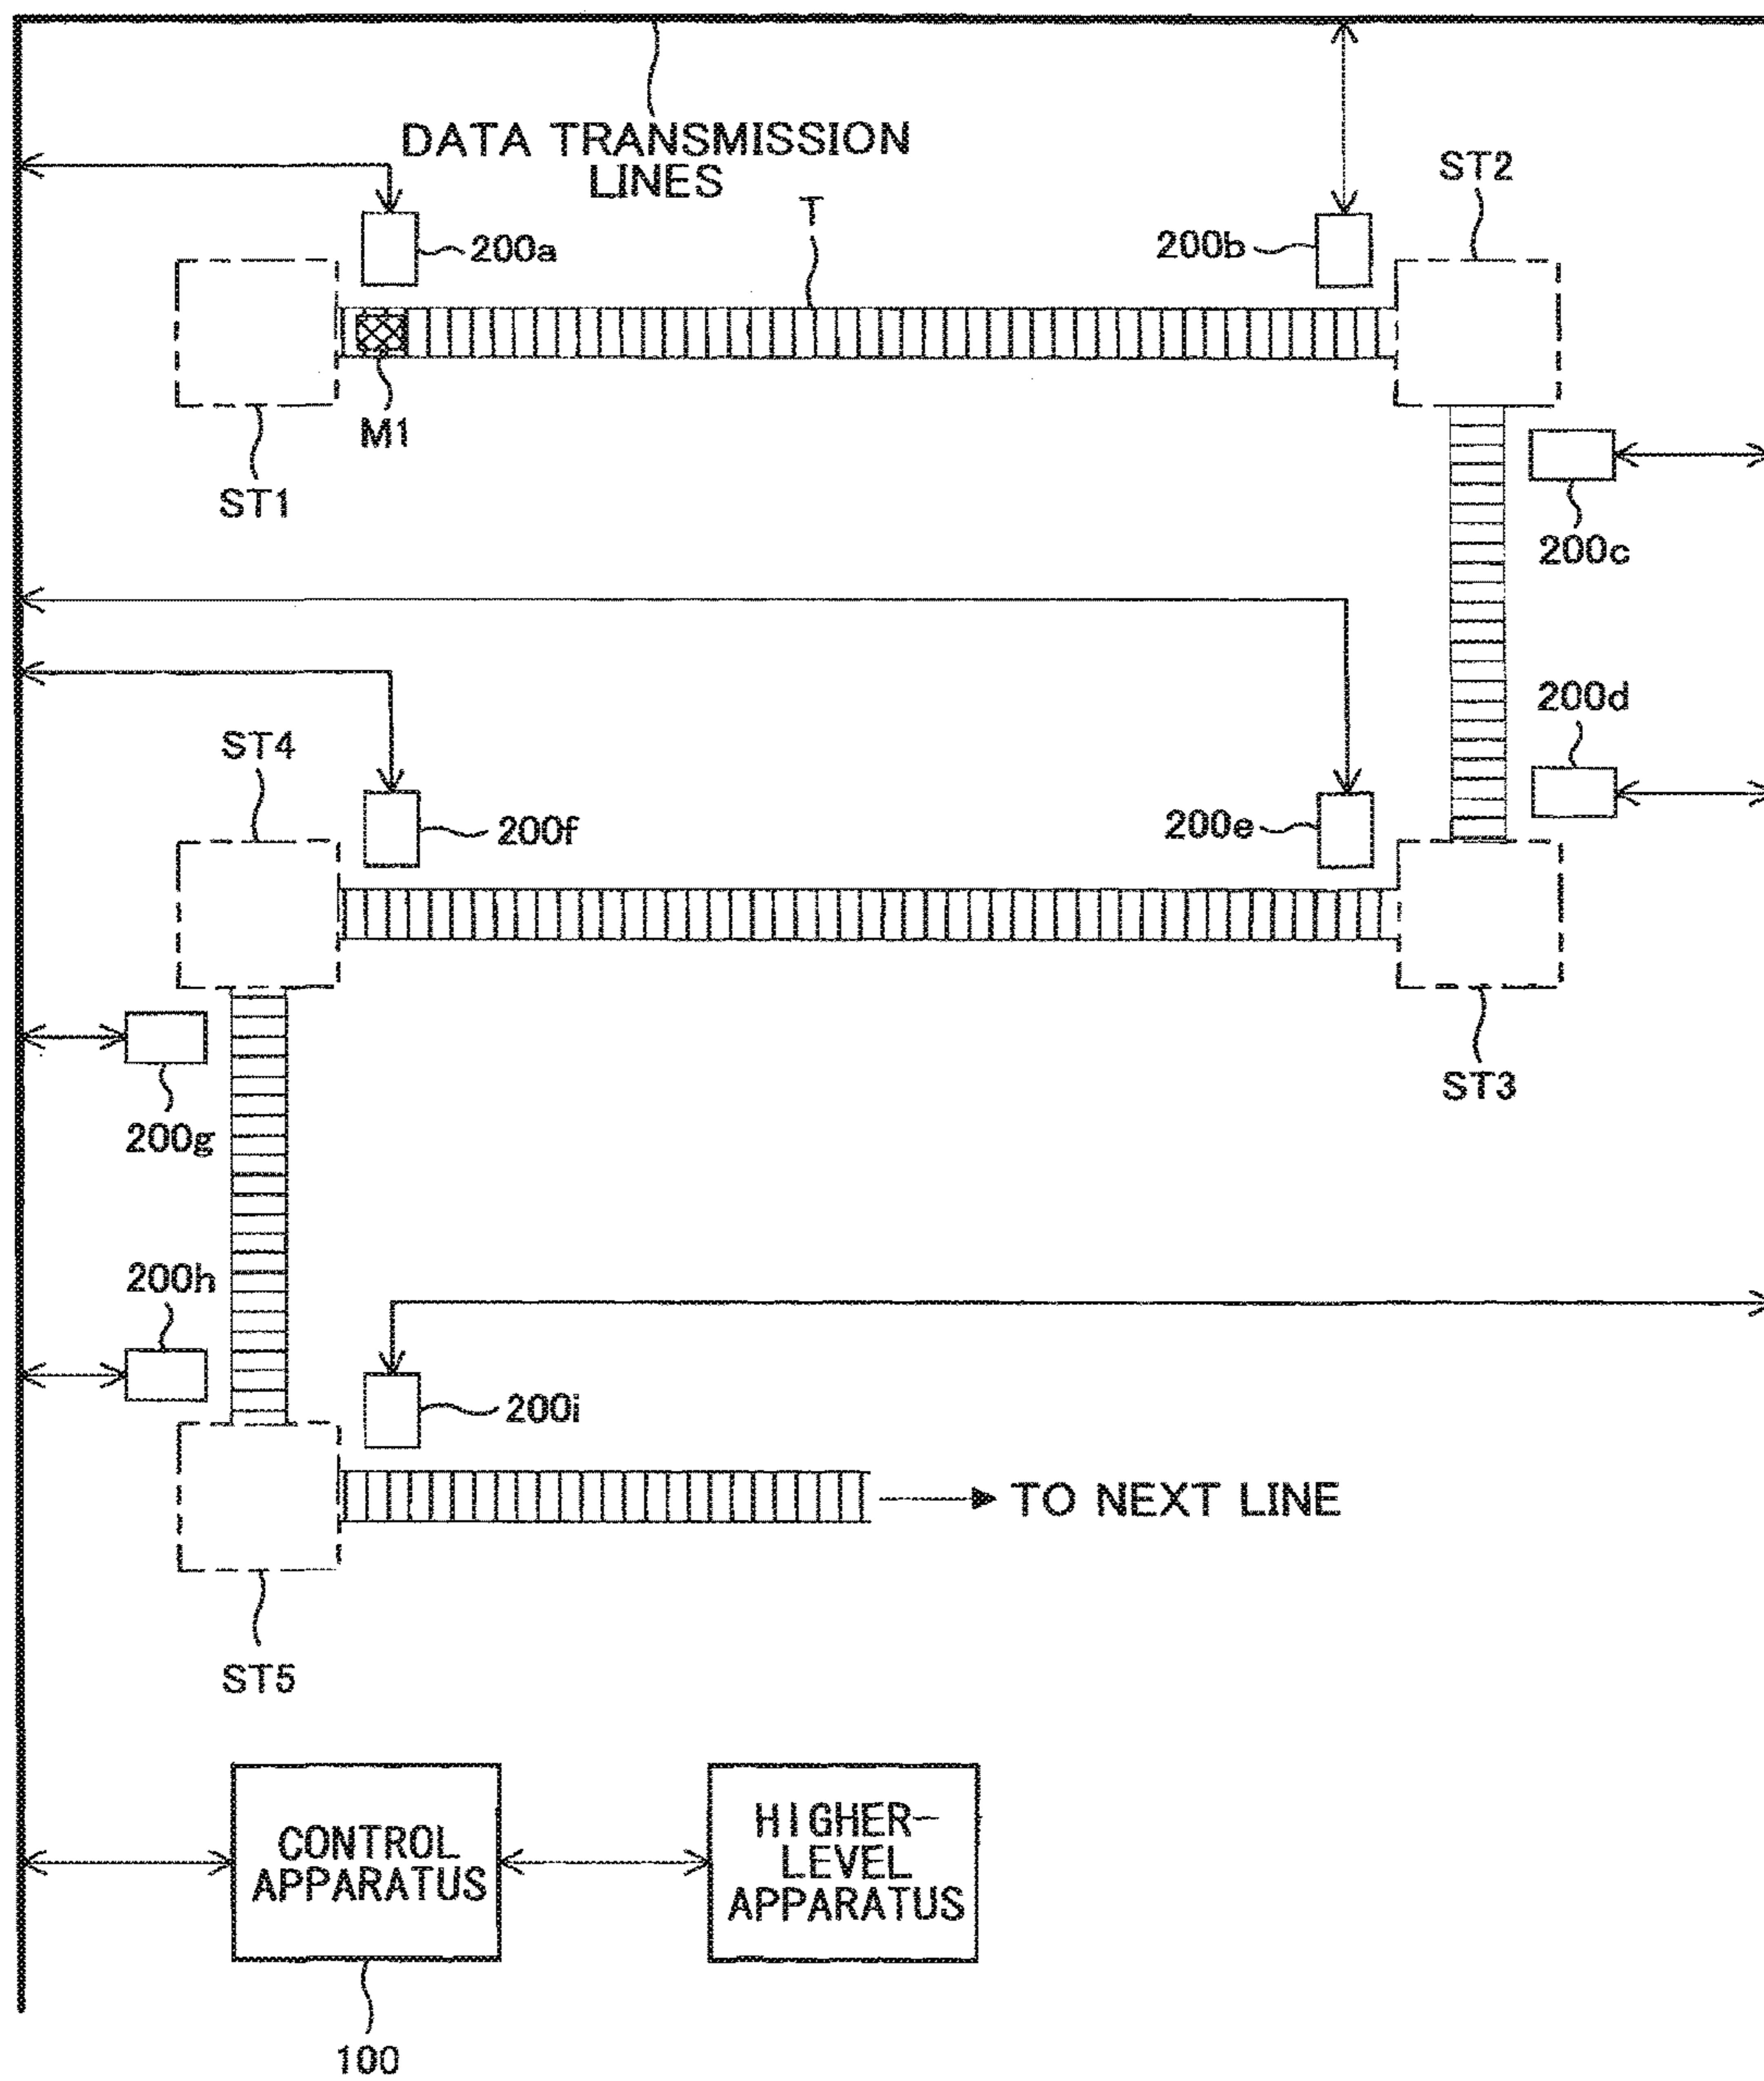 DATA TRANSMISSION
LINES
T
ST2
200a
200b
M1
ST1
200c
200d
ST4
200f
200e
200g
ST3
200h
200i
TO NEXT LINE
ST5
CONTROL
APPARATUS
HIGHER-
LEVEL
APPARATUS
100